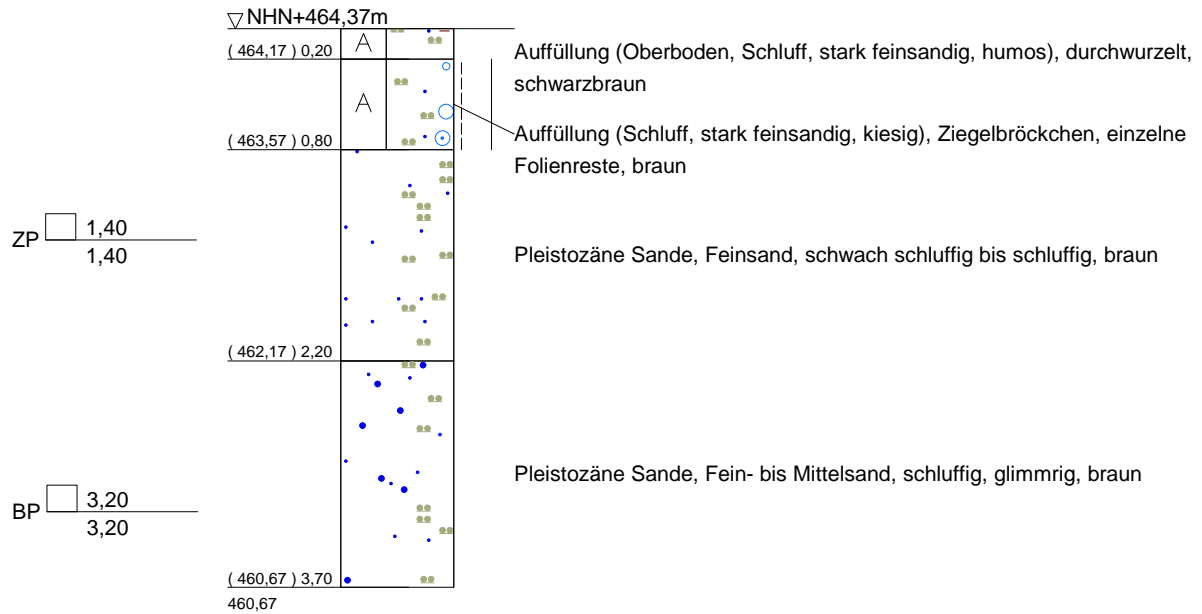 ▽ NHN+464,37m
( 464,17 ) 0,20
A
Auffüllung (Oberboden, Schluff, stark feinsandig, humos), durchwurzelt,
schwarzbraun
A
( 463,57 ) 0,80
Auffüllung (Schluff, stark feinsandig, kiesig), Ziegelbröckchen, einzelne
Folienreste, braun
ZP 1,40
1,40
Pleistozäne Sande, Feinsand, schwach schluffig bis schluffig, braun
( 462,17 ) 2,20
Pleistozäne Sande, Fein- bis Mittelsand, schluffig, glimmrig, braun
BP 3,20
3,20
( 460,67 ) 3,70
460,67